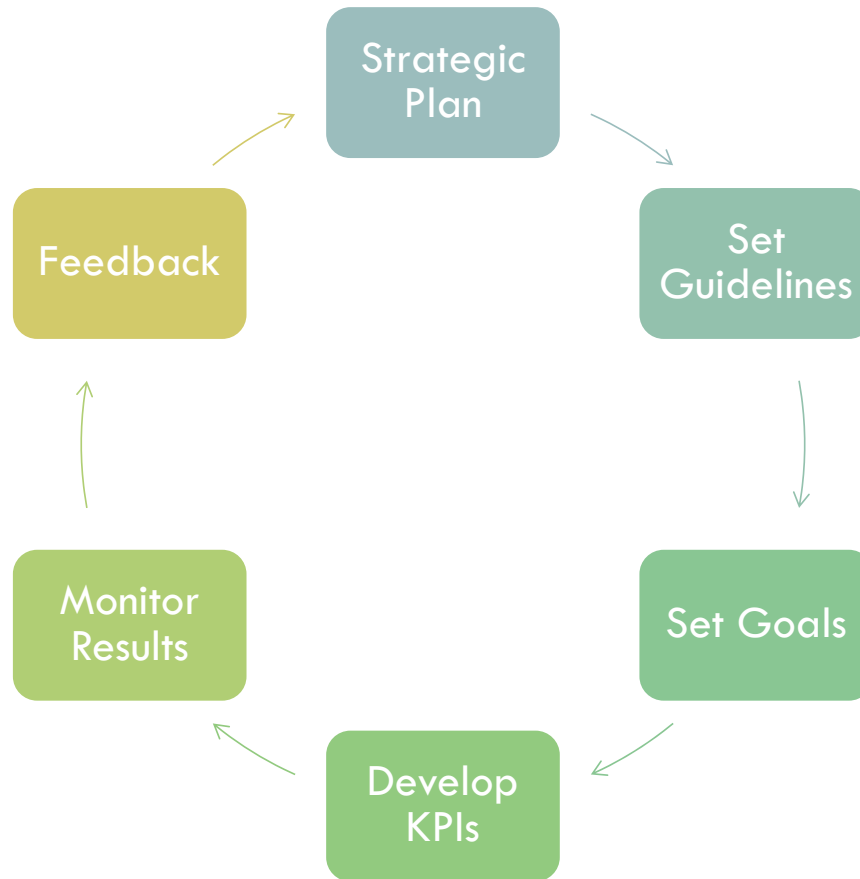 Strategic
Plan
Set
Guidelines
Set Goals
Develop
KPIs
Monitor
Results
Feedback